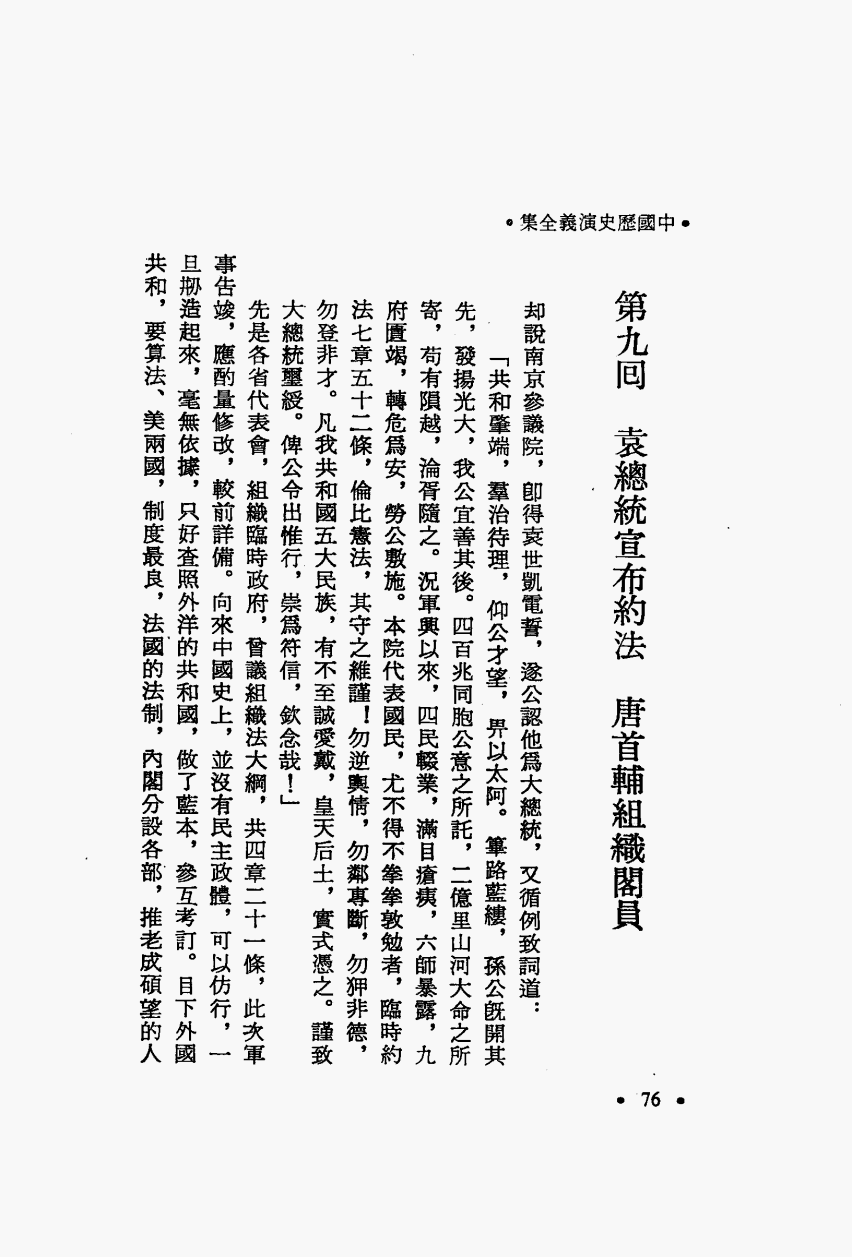 •中國歷史演義全集•
第九回　袁總統宣布約法　唐首輔組織閣員
却說南京參議院，卽得袁世凱電誓，遂公認他爲大總統，又循例致詞道：
「共和肇端，羣治待理，仰公才望，畀以太阿。篳路藍縷，孫公旣開其
先，發揚光大，我公宜善其後。四百兆同胞公意之所託，二億里山河大命之所
寄，苟有隕越，淪胥隨之。況軍興以來，四民輟業，滿目瘡痍，六師暴露，九
府匱竭，轉危爲安，勞公敷施。本院代表國民，尤不得不拳拳敦勉者，臨時約
法七章五十二條，倫比憲法，其守之維謹！勿逆輿情，勿鄰專斷，勿狎非德，
勿登非才。凡我共和國五大民族，有不至誠愛戴，皇天后土，實式憑之。謹致
大總統璽綬。俾公令出惟行，崇爲符信，欽念哉！」
先是各省代表會，組織臨時政府，曾議組織法大綱，共四章二十一條，此次軍
事告竣，應酌量修改，較前詳備。向來中國史上，並沒有民主政體，可以仿行，一
旦剙造起來，毫無依據，只好查照外洋的共和國，做了藍本，參互考訂。目下外國
共和，要算法、美兩國，制度最良，法國的法制，內閣分設各部，推老成碩望的人
• 76 •